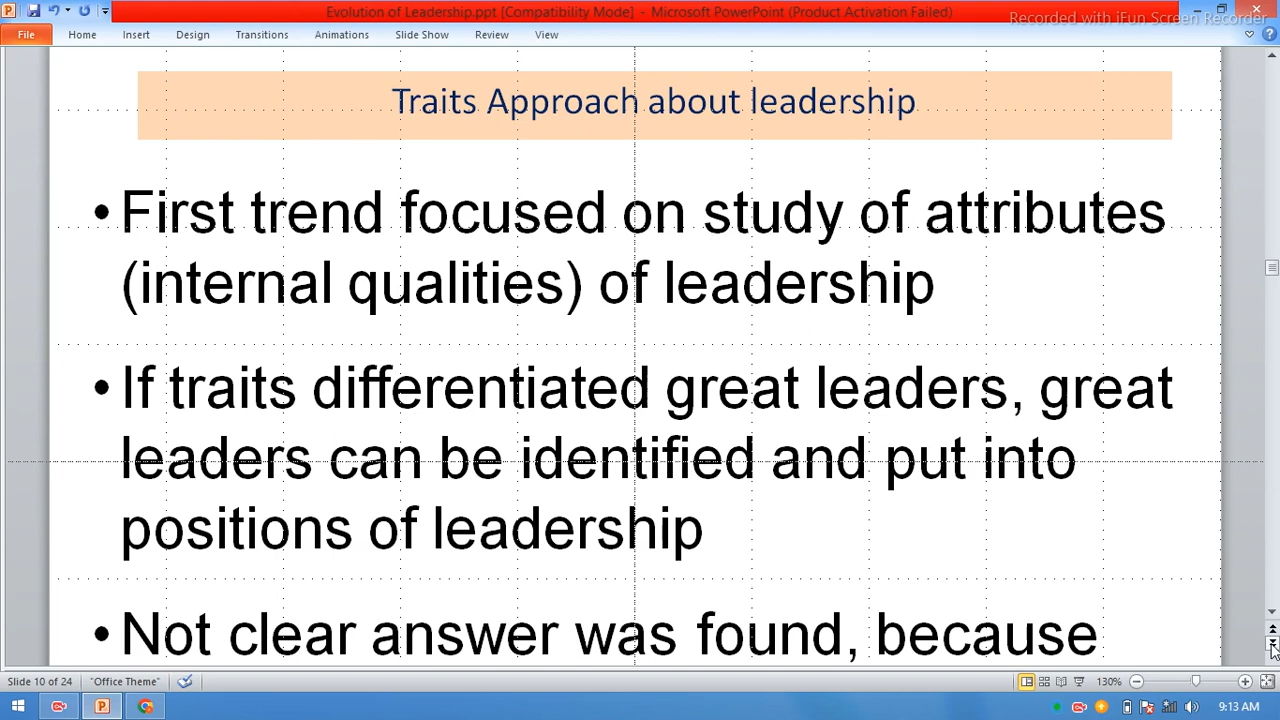 Evolution of Leadership.ppt [Compatibility Mode] - Microsoft PowerPoint (Product Activation Failed)
Recorded with iFun Screen Recorder
File Home Insert Design Transitions Animations Slide Show Review View
Traits Approach about leadership
• First trend focused on study of attributes
(internal qualities) of leadership
• If traits differentiated great leaders, great
leaders can be identified and put into
positions of leadership
• Not clear answer was found, because
Slide 10 of 24 "Office Theme" 130%
9:13 AM